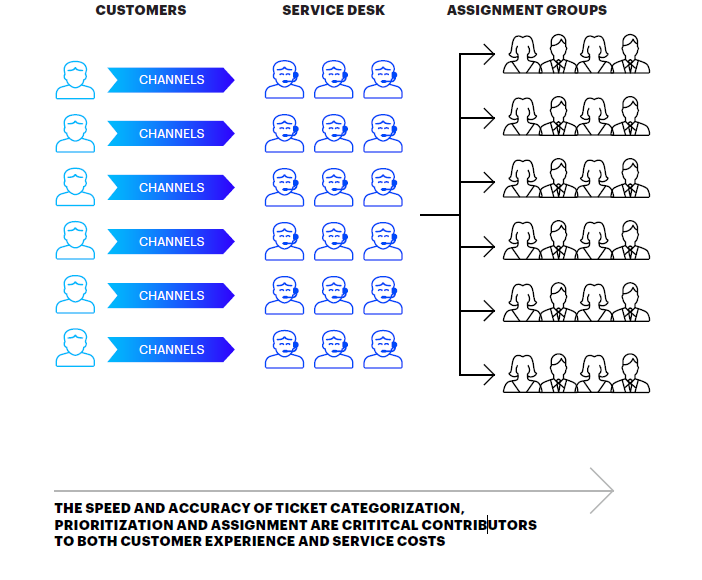 CUSTOMERS SERVICE DESK ASSIGNMENT GROUPS
CHANNELS
CHANNELS
CHANNELS
CHANNELS
CHANNELS
CHANNELS
THE SPEED AND ACCURACY OF TICKET CATEGORIZATION,
PRIORITIZATION AND ASSIGNMENT ARE CRITITCAL CONTRIBUTORS
TO BOTH CUSTOMER EXPERIENCE AND SERVICE COSTS